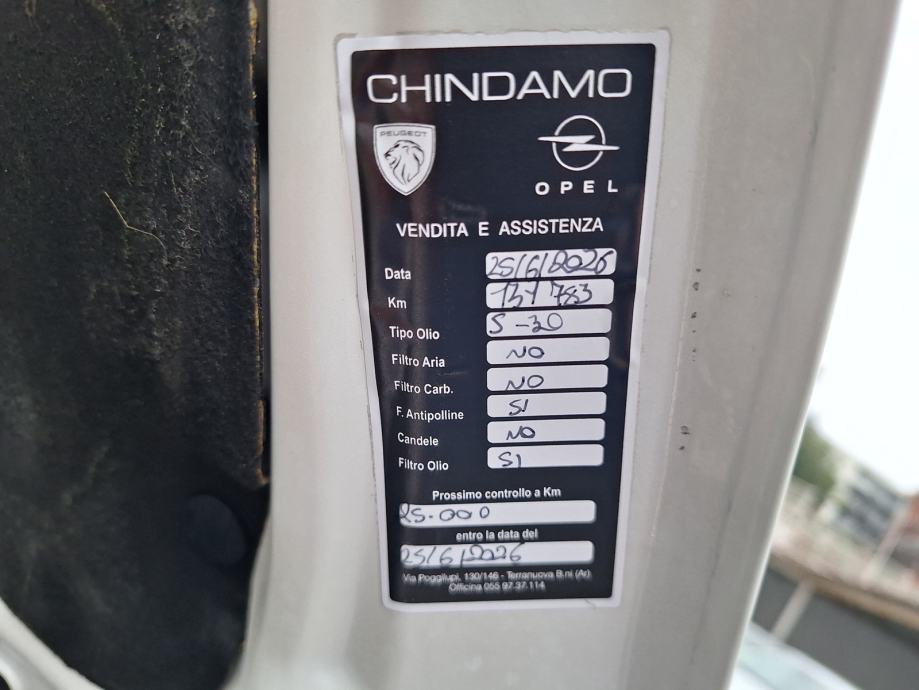 CHINDAMO
PEUGEOT
OPEL
VENDITA E ASSISTENZA
Data 25/6/2026
Km 131 783
Tipo Olio 5-30
Filtro Aria NO
Filtro Carb. NO
F. Antipolline SI
Candele NO
Filtro Olio SI
Prossimo controllo a Km
25.000
entro la data del
25/6/2026
Via Poggilupi, 130/146 - Terranuova B.ni (Ar)
Officina 055 97.37.114